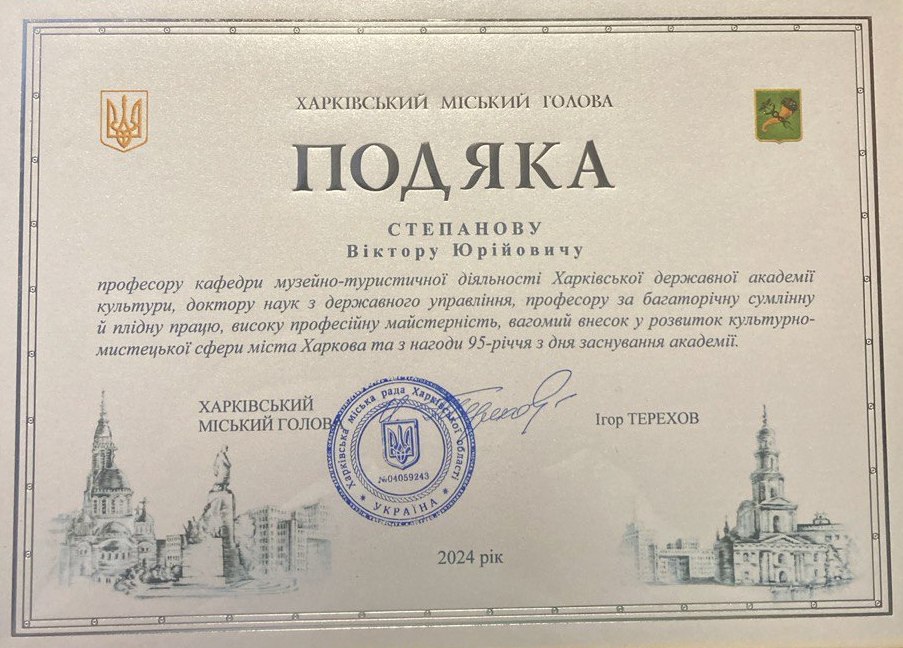 ХАРКІВСЬКИЙ МІСЬКИЙ ГОЛОВА
ПОДЯКА
СТЕПАНОВУ
Віктору Юрійовичу
професору кафедри музейно-туристичної діяльності Харківської державної академії
культури, доктору наук з державного управління, професору за багаторічну сумлінну
й плідну працю, високу професійну майстерність, вагомий внесок у розвиток культурно-
мистецької сфери міста Харкова та з нагоди 95-річчя з дня заснування академії.
ХАРКІВСЬКИЙ
МІСЬКИЙ ГОЛОВА
Ігор ТЕРЕХОВ
Харківська міська рада Харківської області
№04059243
* УКРАЇНА *
2024 рік